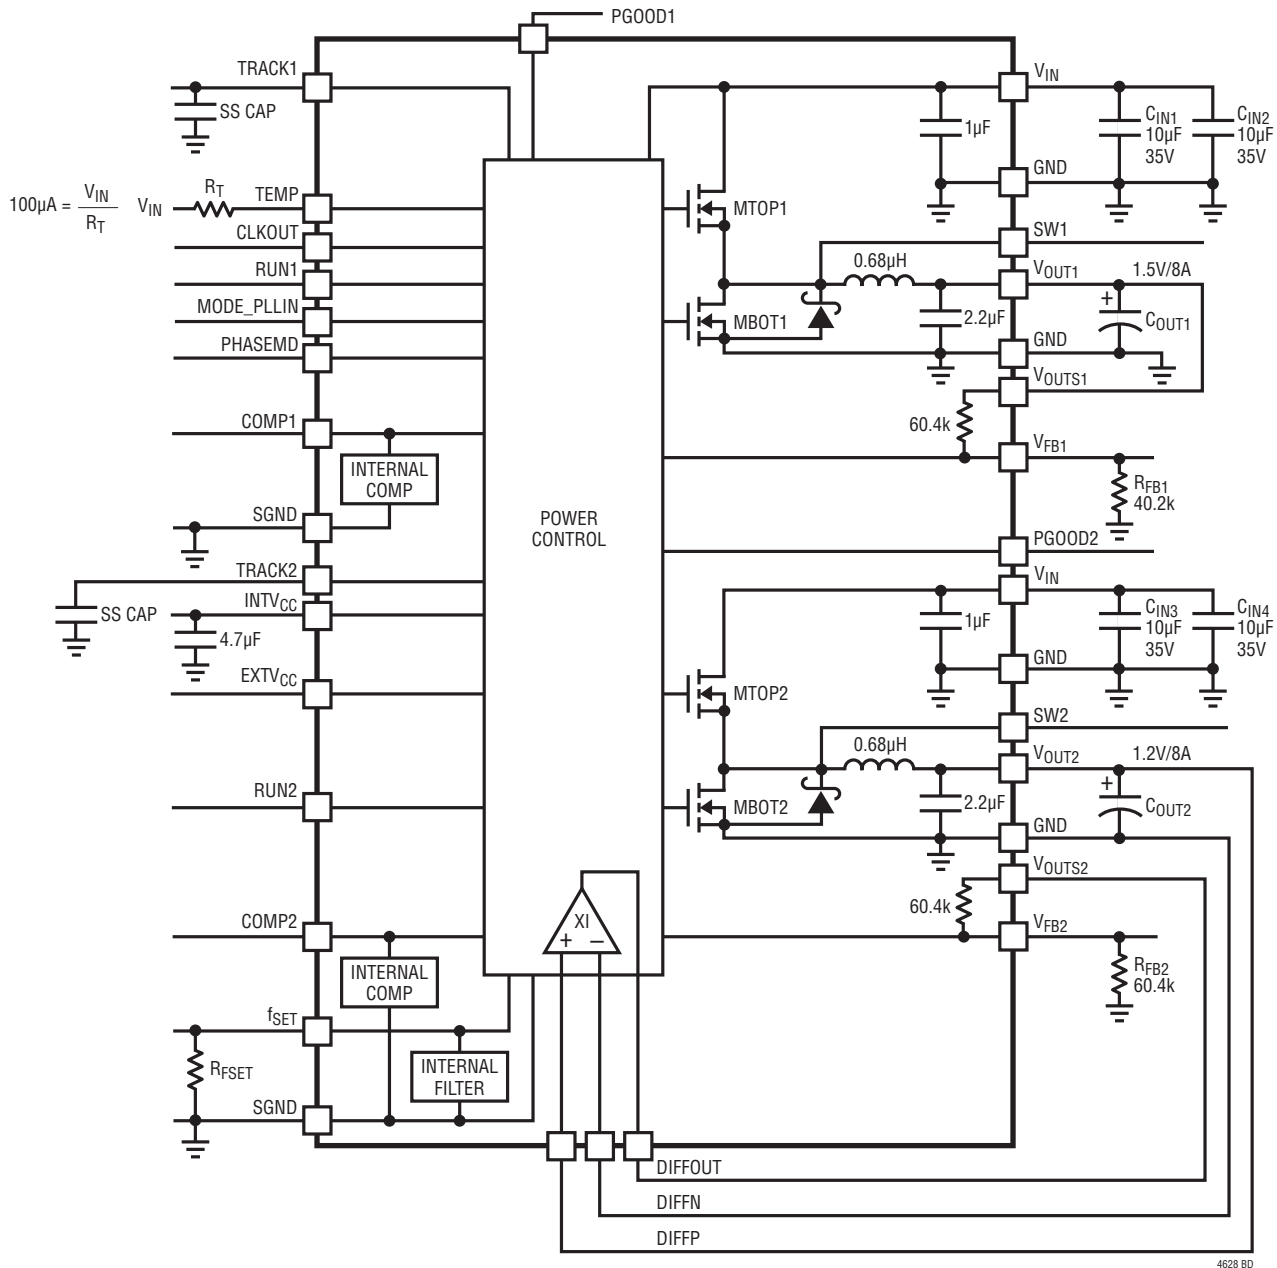 PGOOD1
TRACK1
SS CAP
100µA = VIN
RT
VIN
RT
TEMP
CLKOUT
RUN1
MODE_PLLIN
PHASEMD
COMP1
INTERNAL
COMP
SGND
TRACK2
SS CAP
INTVCC
4.7µF
EXTVCC
RUN2
COMP2
INTERNAL
COMP
fSET
RFSET
INTERNAL
FILTER
SGND
POWER
CONTROL
X1
+ –
VIN
1µF
CIN1
10µF
35V
CIN2
10µF
35V
GND
MTOP1
SW1
0.68µH
VOUT1
1.5V/8A
MBOT1
2.2µF
+
COUT1
GND
VOUTS1
60.4k
VFB1
RFB1
40.2k
PGOOD2
VIN
1µF
CIN3
10µF
35V
CIN4
10µF
35V
GND
MTOP2
SW2
0.68µH
VOUT2
1.2V/8A
MBOT2
2.2µF
+
COUT2
GND
VOUTS2
60.4k
VFB2
RFB2
60.4k
DIFFOUT
DIFFN
DIFFP
4628 BD